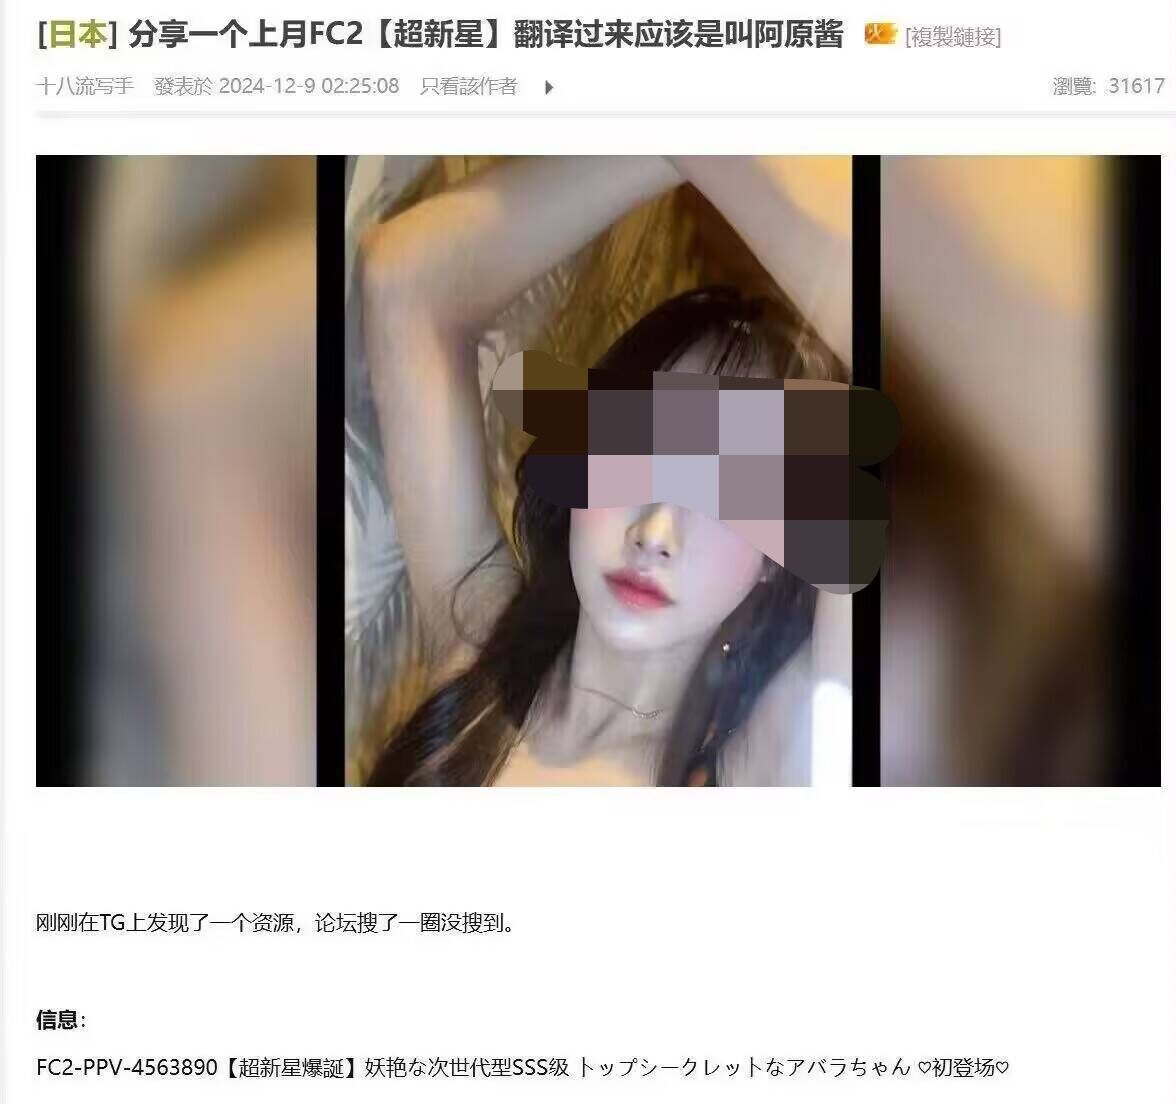 [日本] 分享一个上月FC2【超新星】翻译过来应该是叫阿原酱 火 [複製鏈接]
十八流写手 發表於 2024-12-9 02:25:08 只看該作者 瀏覽: 31617
刚刚在TG上发现了一个资源，论坛搜了一圈没搜到。
信息:
FC2-PPV-4563890【超新星爆誕】妖艳な次世代型SSS级 トップシークレットなアバラちゃん ♡初登场♡